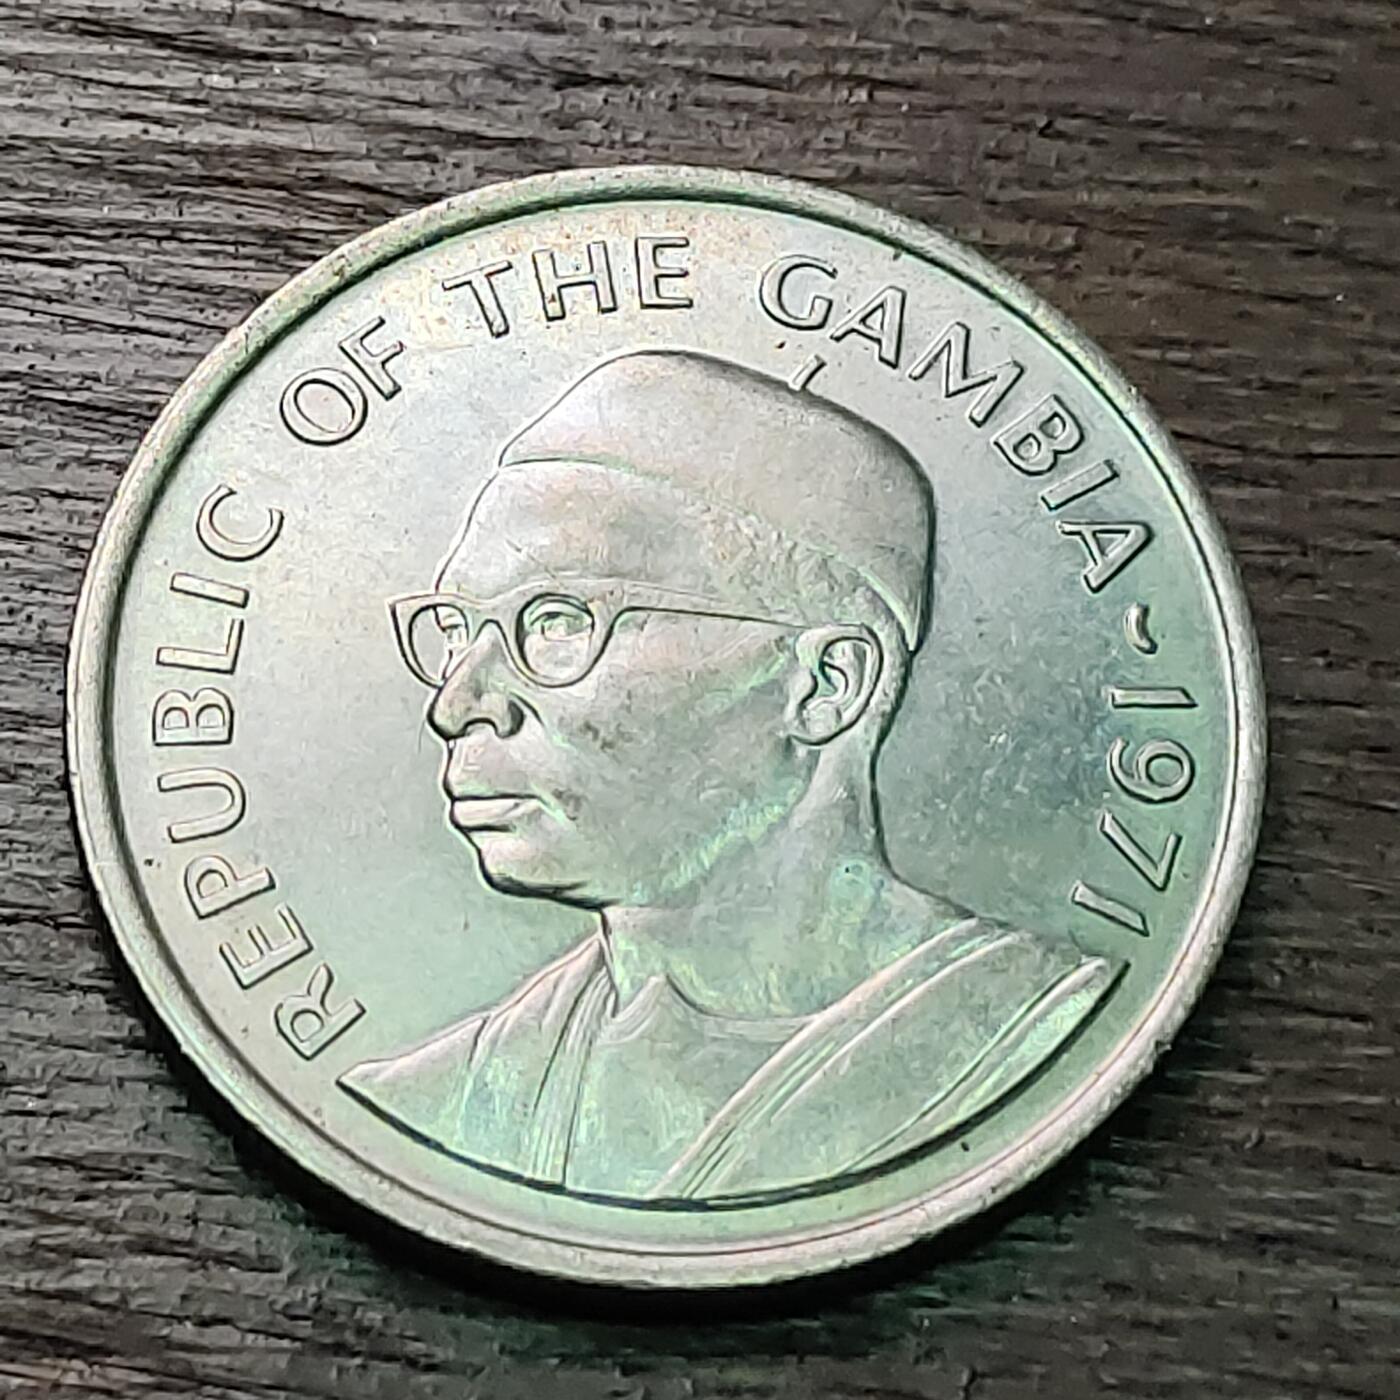 REPUBLIC OF THE GAMBIA ~ 1971